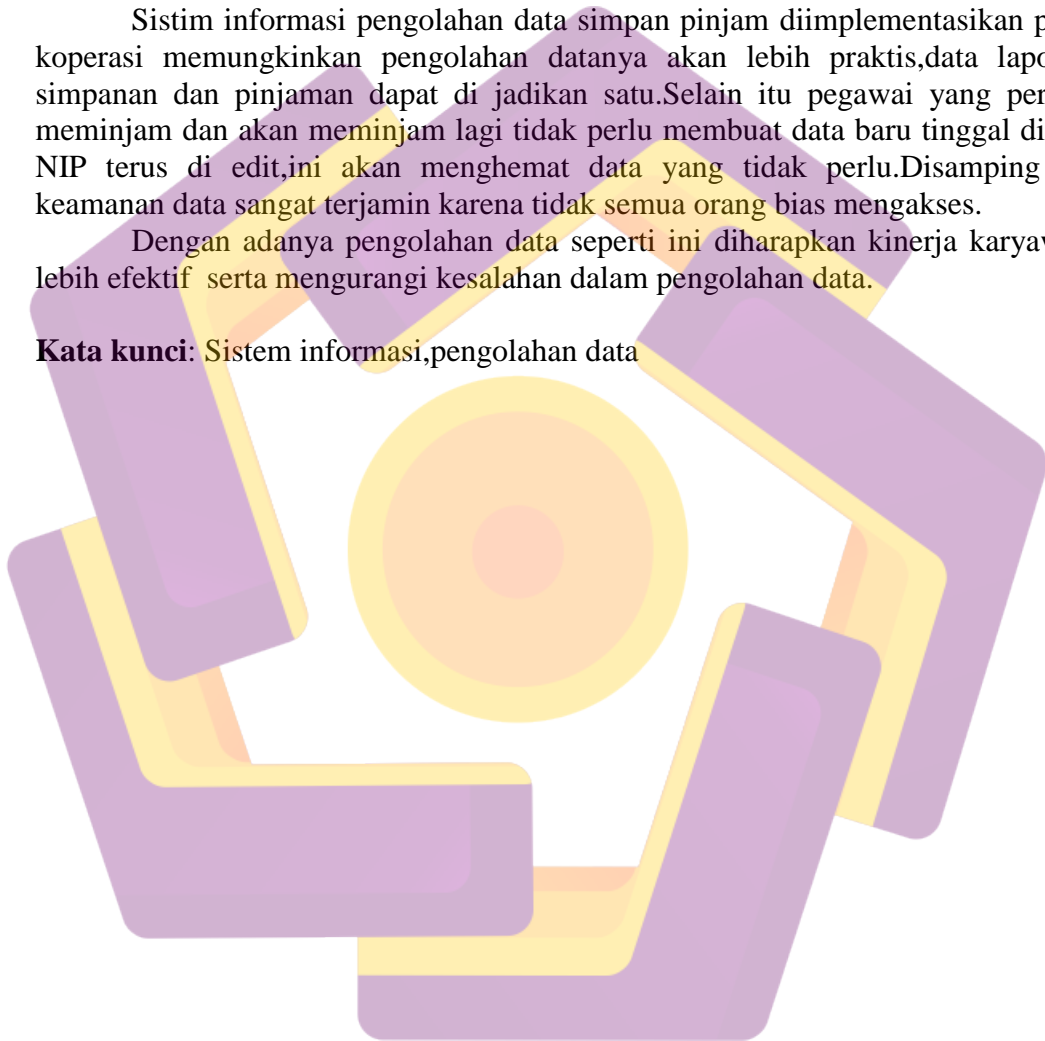 Sistim informasi pengolahan data simpan pinjam diimplementasikan
koperasi memungkinkan pengolahan datanya akan lebih praktis,data
simpanan dan pinjaman dapat di jadikan satu.Selain itu pegawai yang
meminjam dan akan meminjam lagi tidak perlu membuat data baru tinggal
NIP terus di edit,ini akan menghemat data yang tidak perlu.Disamping
keamanan data sangat terjamin karena tidak semua orang bias mengakses.
Dengan adanya pengolahan data seperti ini diharapkan kinerja
lebih efektif serta mengurangi kesalahan dalam pengolahan data.
Kata kunci: Sistem informasi,pengolahan data